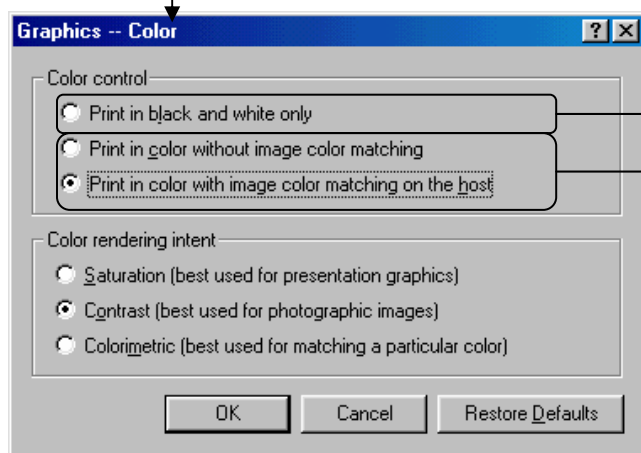 Graphics -- Color
Color control
Print in black and white only
Print in color without image color matching
Print in color with image color matching on the host
Color rendering intent
Saturation (best used for presentation graphics)
Contrast (best used for photographic images)
Colorimetric (best used for matching a particular color)
OK Cancel Restore Defaults